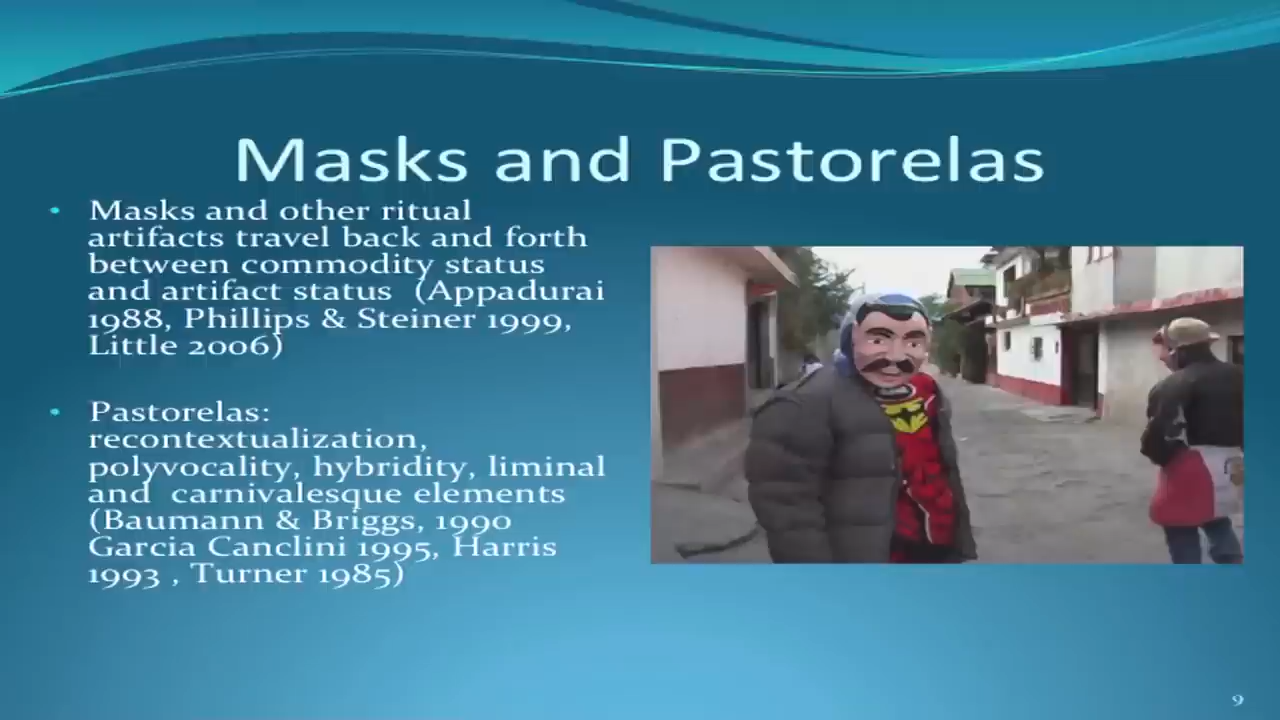 Masks and Pastorelas
• Masks and other ritual
artifacts travel back and forth
between commodity status
and artifact status (Appadurai
1988, Phillips & Steiner 1999,
Little 2006)
• Pastorelas:
recontextualization,
polyvocality, hybridity, liminal
and carnivalesque elements
(Baumann & Briggs, 1990
Garcia Canclini 1995, Harris
1993 , Turner 1985)
9